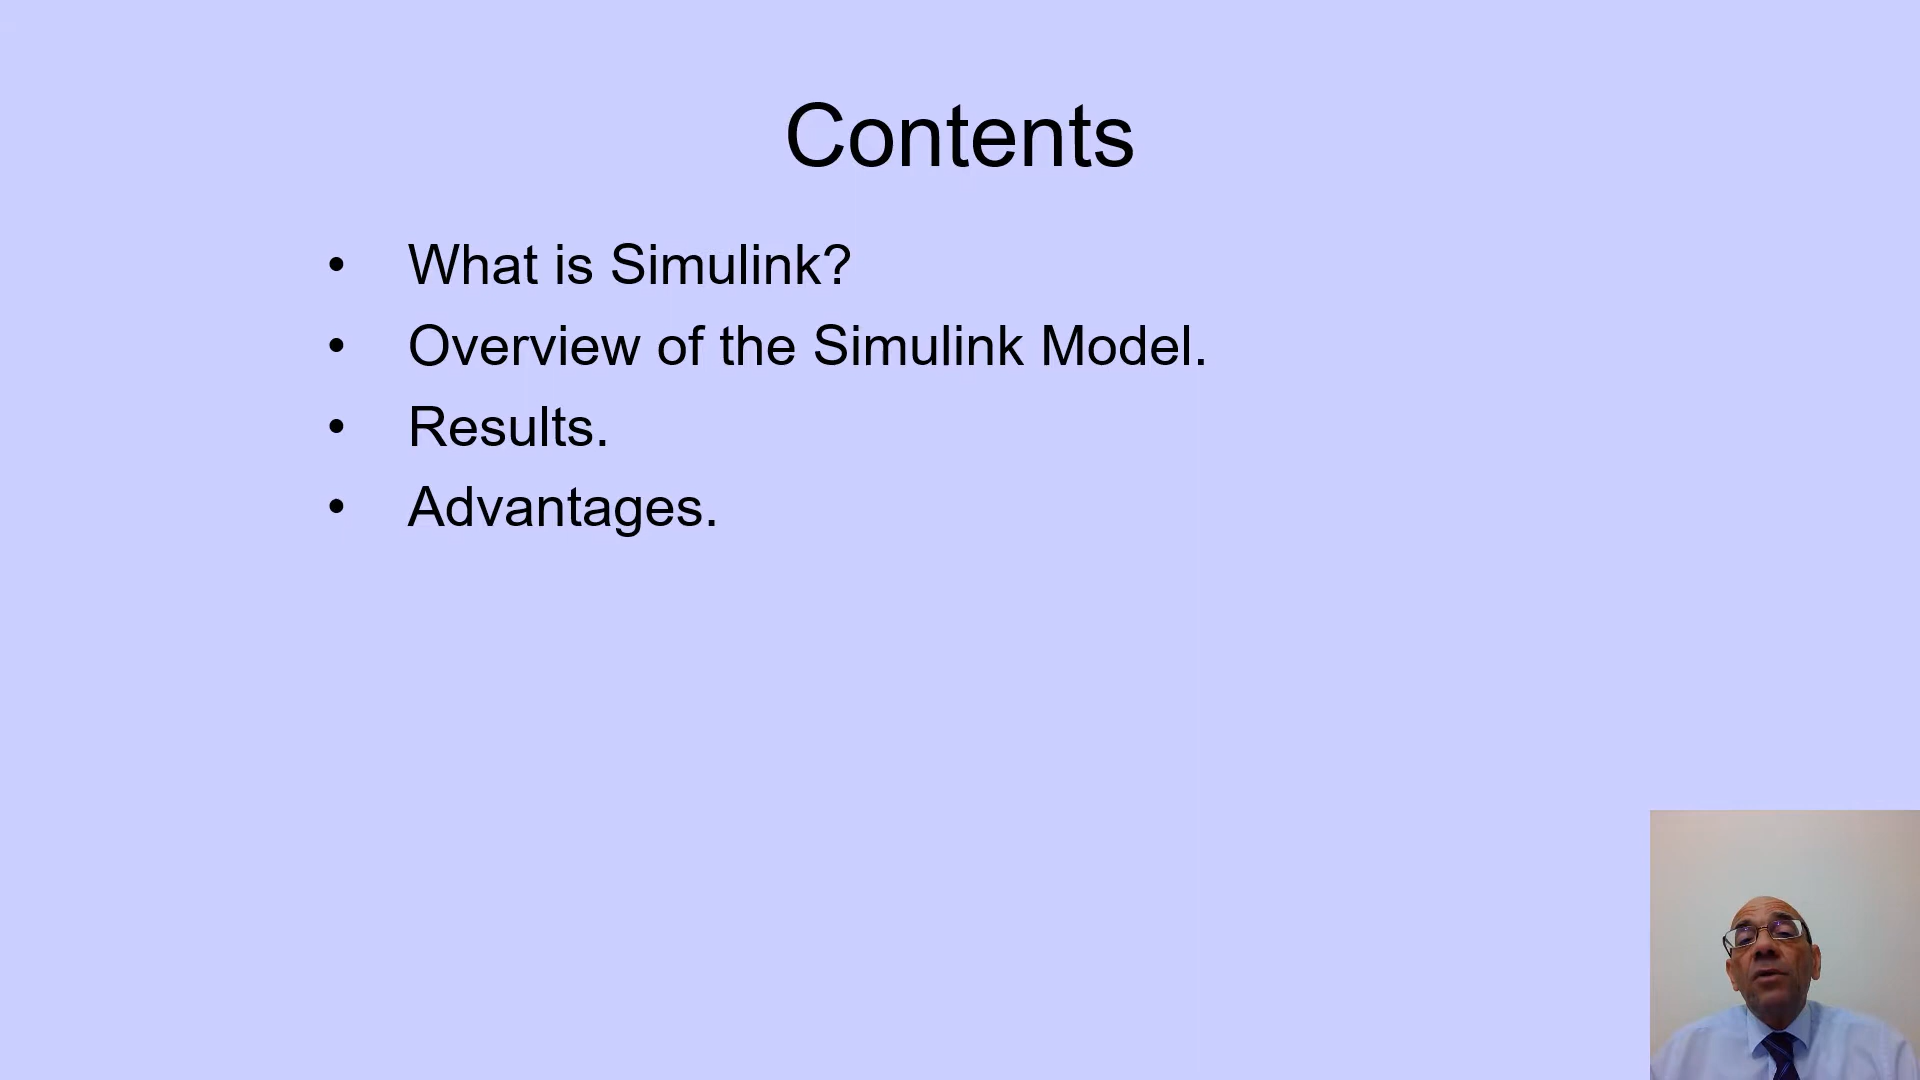 Contents
• What is Simulink?
• Overview of the Simulink Model.
• Results.
• Advantages.